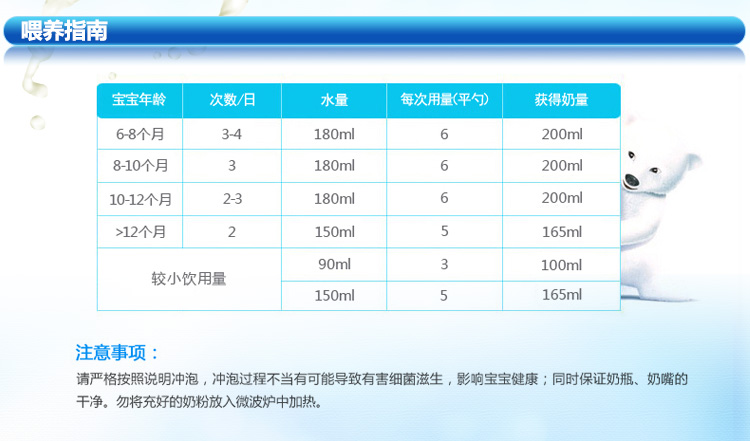 喂养指南
宝宝年龄 次数/日 水量 每次用量(平勺) 获得奶量
6-8个月 3-4 180ml 6 200ml
8-10个月 3 180ml 6 200ml
10-12个月 2-3 180ml 6 200ml
>12个月 2 150ml 5 165ml
较小饮用量 90ml 3 100ml
150ml 5 165ml
注意事项：
请严格按照说明冲泡，冲泡过程不当有可能导致有害细菌滋生，影响宝宝健康；同时保证奶瓶、奶嘴的
干净。勿将充好的奶粉放入微波炉中加热。